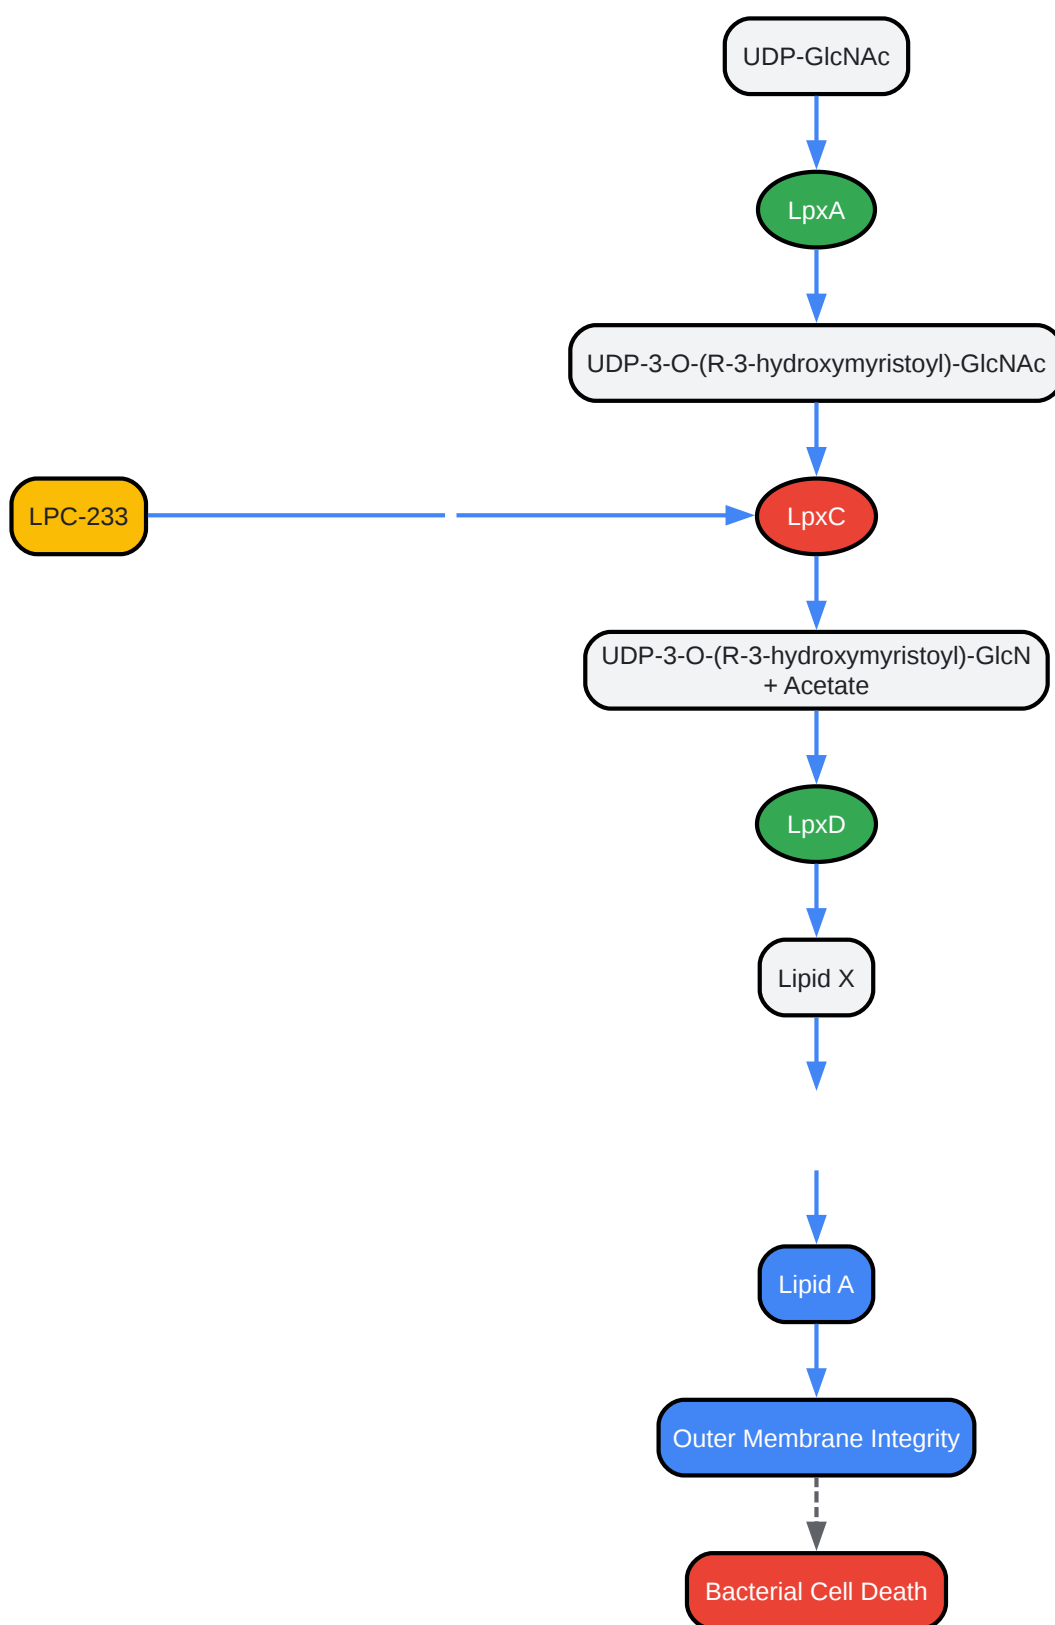 UDP-GlcNAc
LpxA
UDP-3-O-(R-3-hydroxymyristoyl)-GlcNAc
LPC-233
LpxC
UDP-3-O-(R-3-hydroxymyristoyl)-GlcN
+ Acetate
LpxD
Lipid X
Lipid A
Outer Membrane Integrity
Bacterial Cell Death